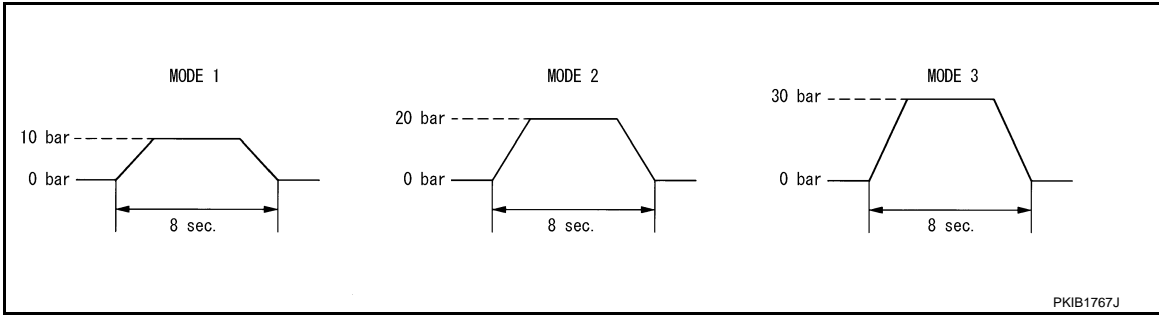 MODE 1
10 bar
0 bar
8 sec.
MODE 2
20 bar
0 bar
8 sec.
MODE 3
30 bar
0 bar
8 sec.
PKIB1767J